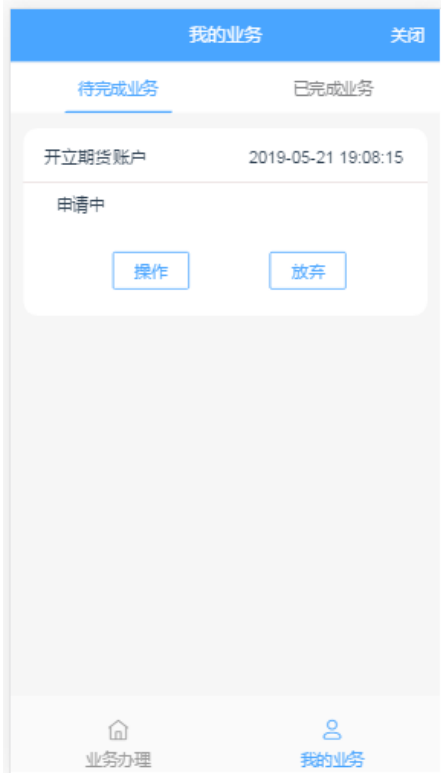 我的业务 关闭
待完成业务 已完成业务
开立期货账户 2019-05-21 19:08:15
申请中
操作 放弃
业务办理 我的业务